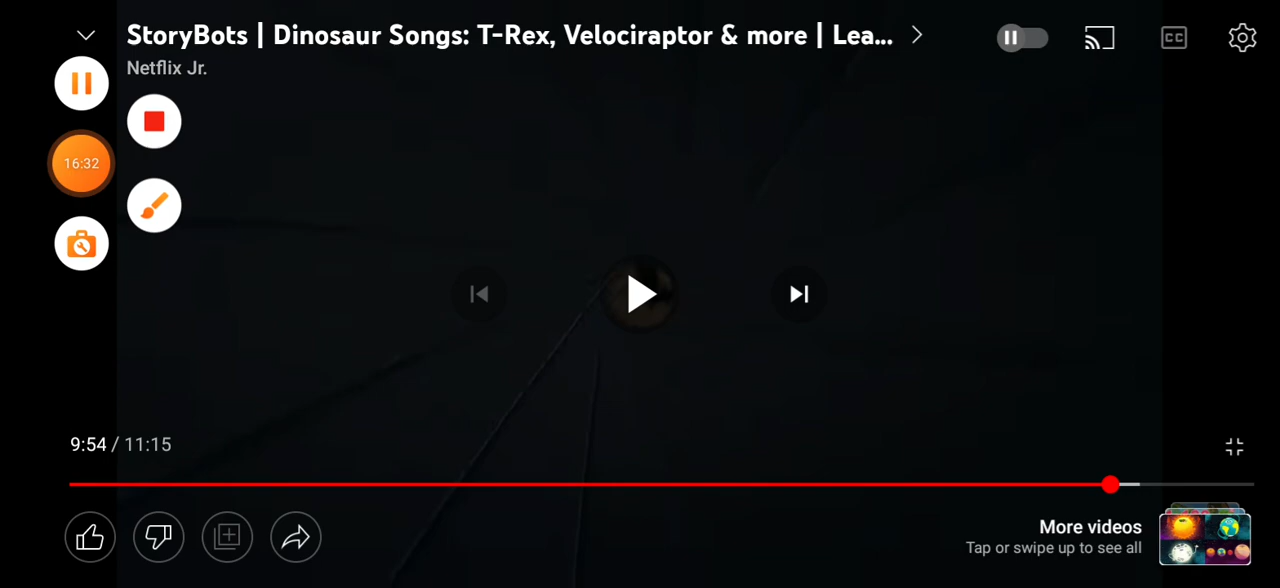 StoryBots | Dinosaur Songs: T-Rex, Velociraptor & more | Lea...
Netflix Jr.
CC
16:32
9:54 / 11:15
More videos
Tap or swipe up to see all